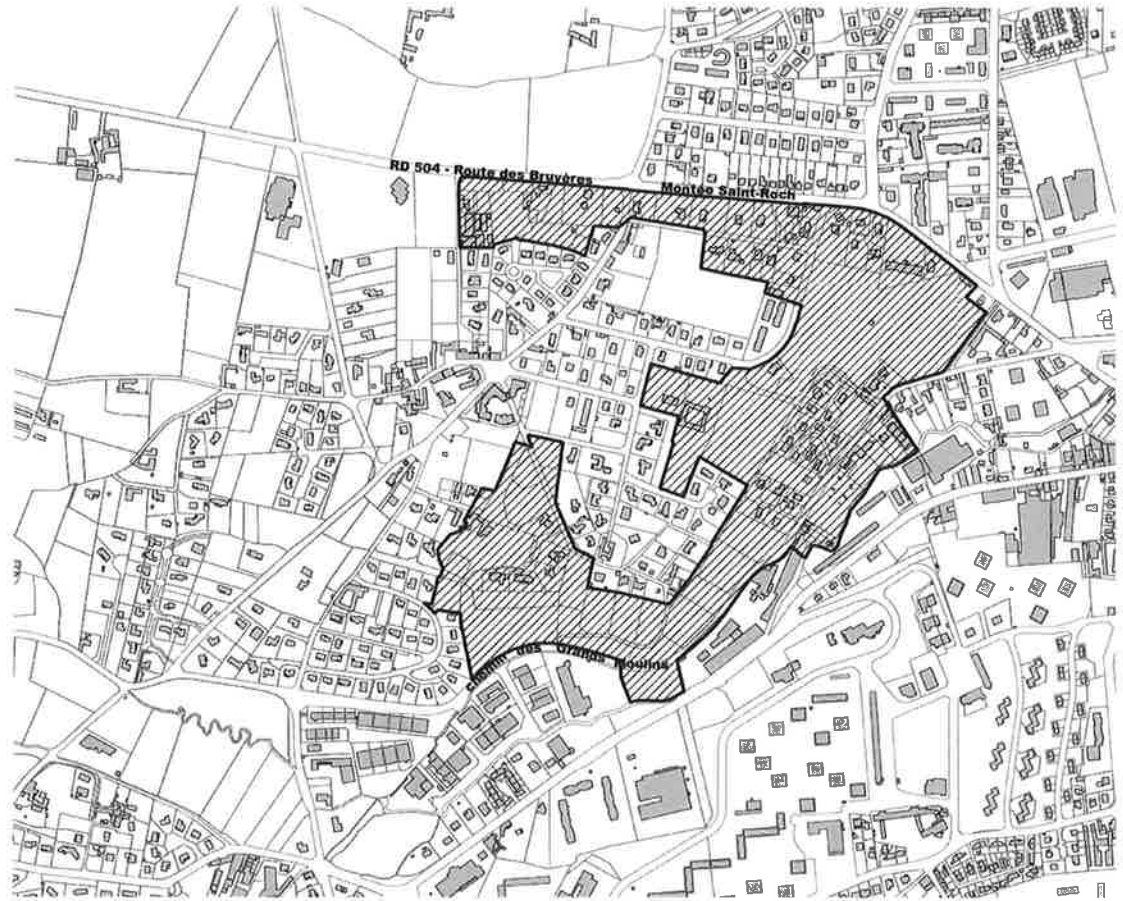 RD 504 - Route des Bruyères
Montée Saint-Roch
chemin des Grands Moulins